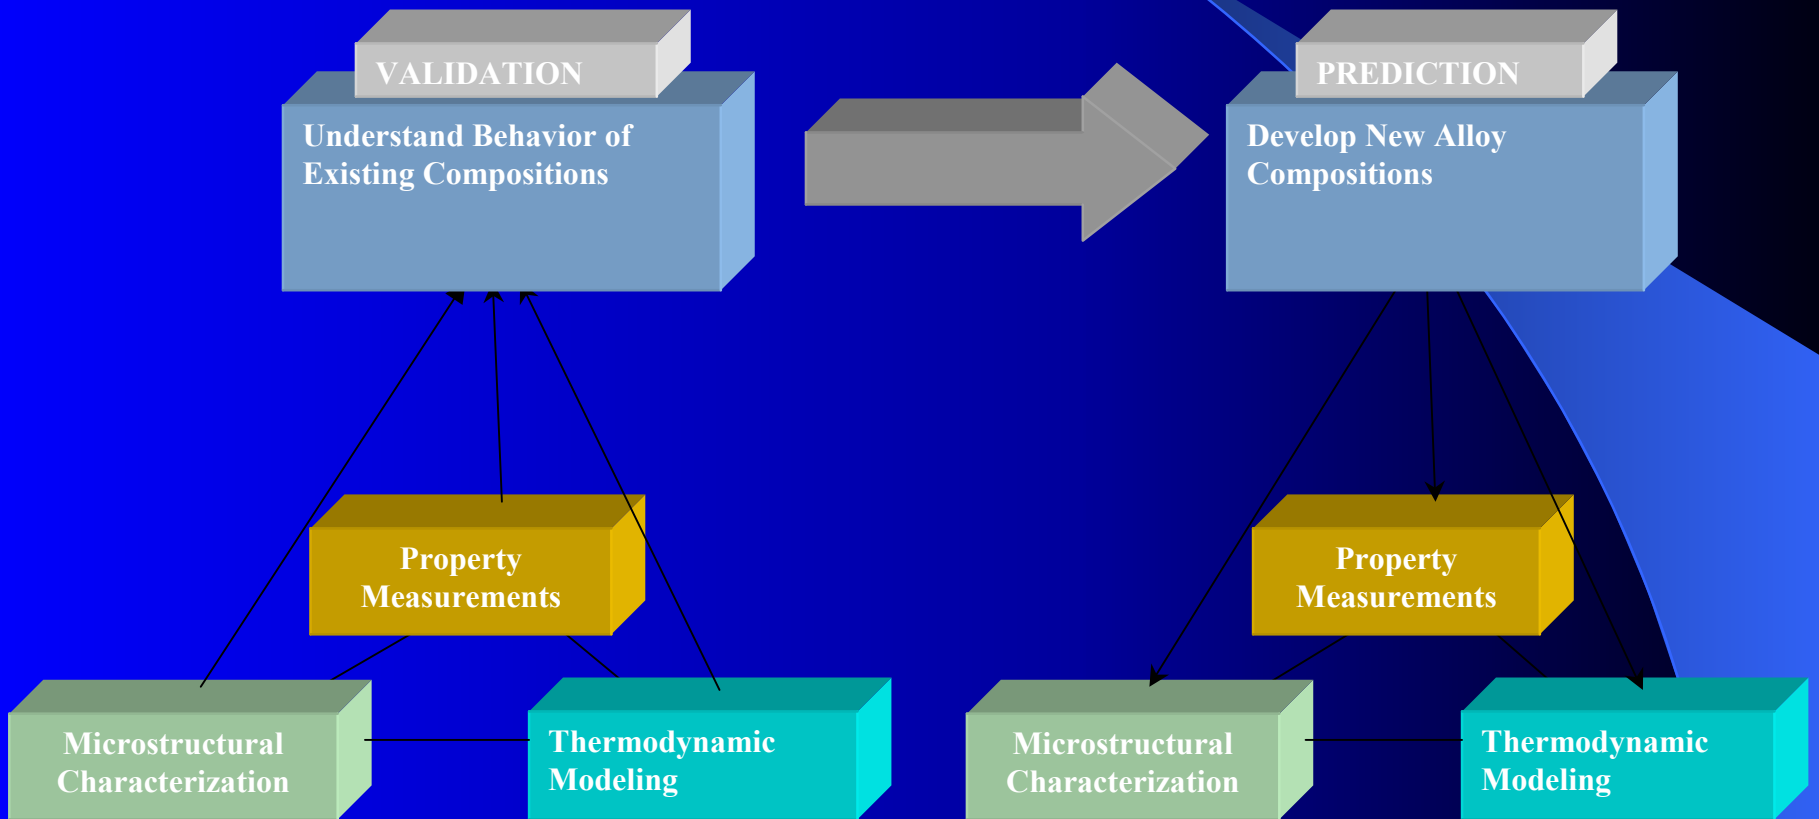 VALIDATION
Understand Behavior of
Existing Compositions
PREDICTION
Develop New Alloy
Compositions
Property
Measurements
Microstructural
Characterization
Thermodynamic
Modeling
Property
Measurements
Microstructural
Characterization
Thermodynamic
Modeling